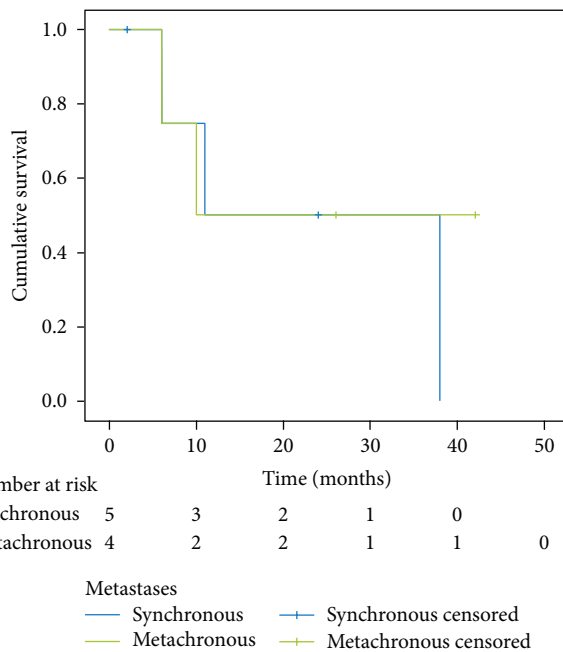 1.0
0.8
0.6
0.4
0.2
0.0
Cumulative survival
0 10 20 30 40 50
Time (months)
mber at risk
chronous 5 3 2 1 0
tachronous 4 2 2 1 1 0
Metastases
Synchronous Synchronous censored
Metachronous Metachronous censored